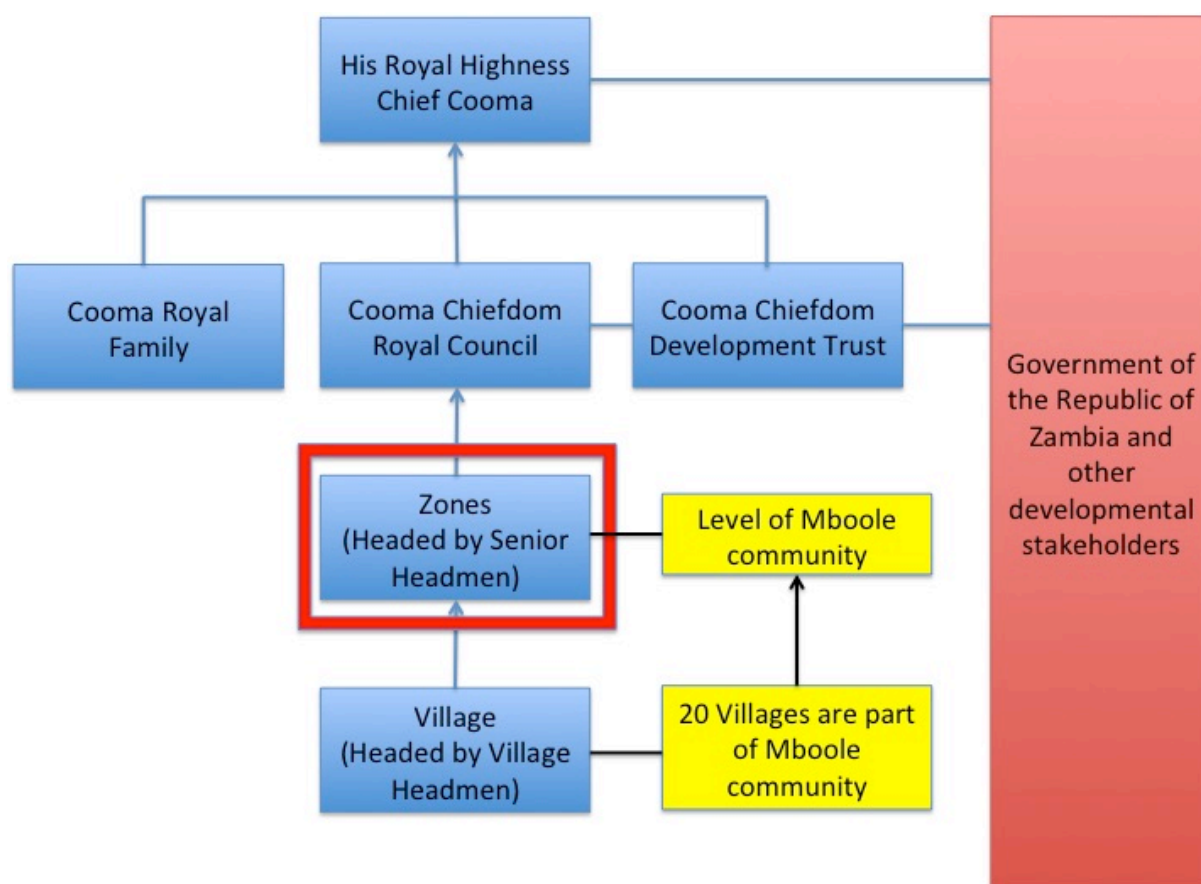 His Royal Highness
Chief Cooma
Cooma Royal
Family
Cooma Chiefdom
Royal Council
Cooma Chiefdom
Development Trust
Government of
the Republic of
Zambia and
other
developmental
stakeholders
Zones
(Headed by Senior
Headmen)
Level of Mboole
community
Village
(Headed by Village
Headmen)
20 Villages are part
of Mboole
community